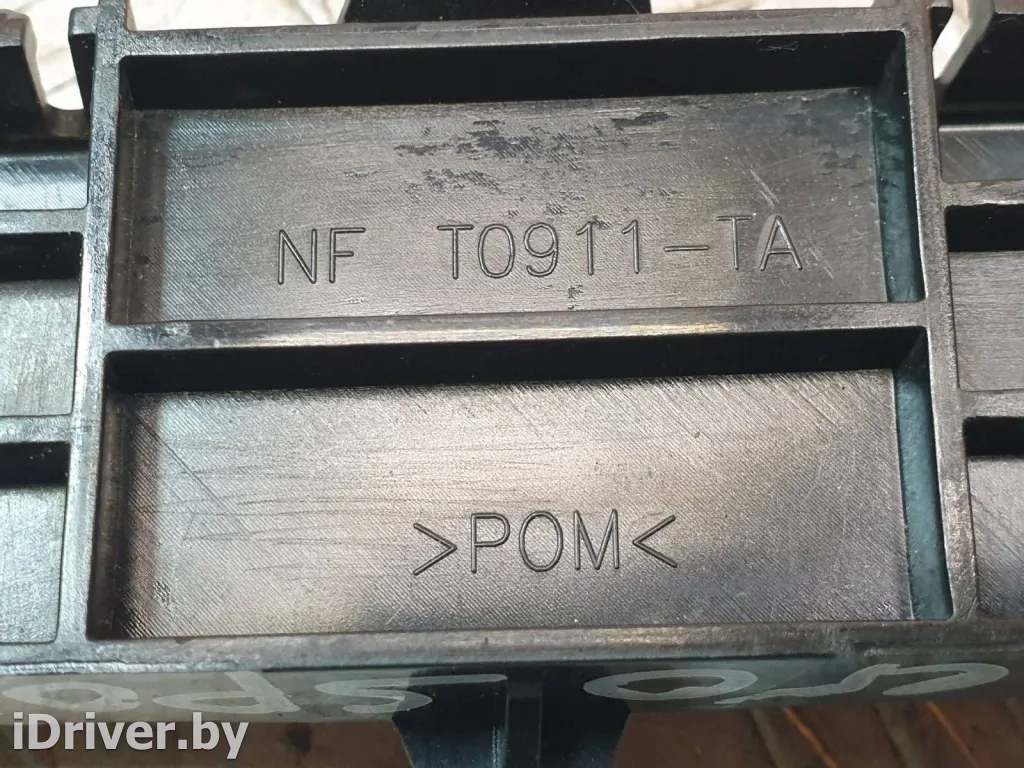 NF T0911-TA
>POM<
iDriver.by